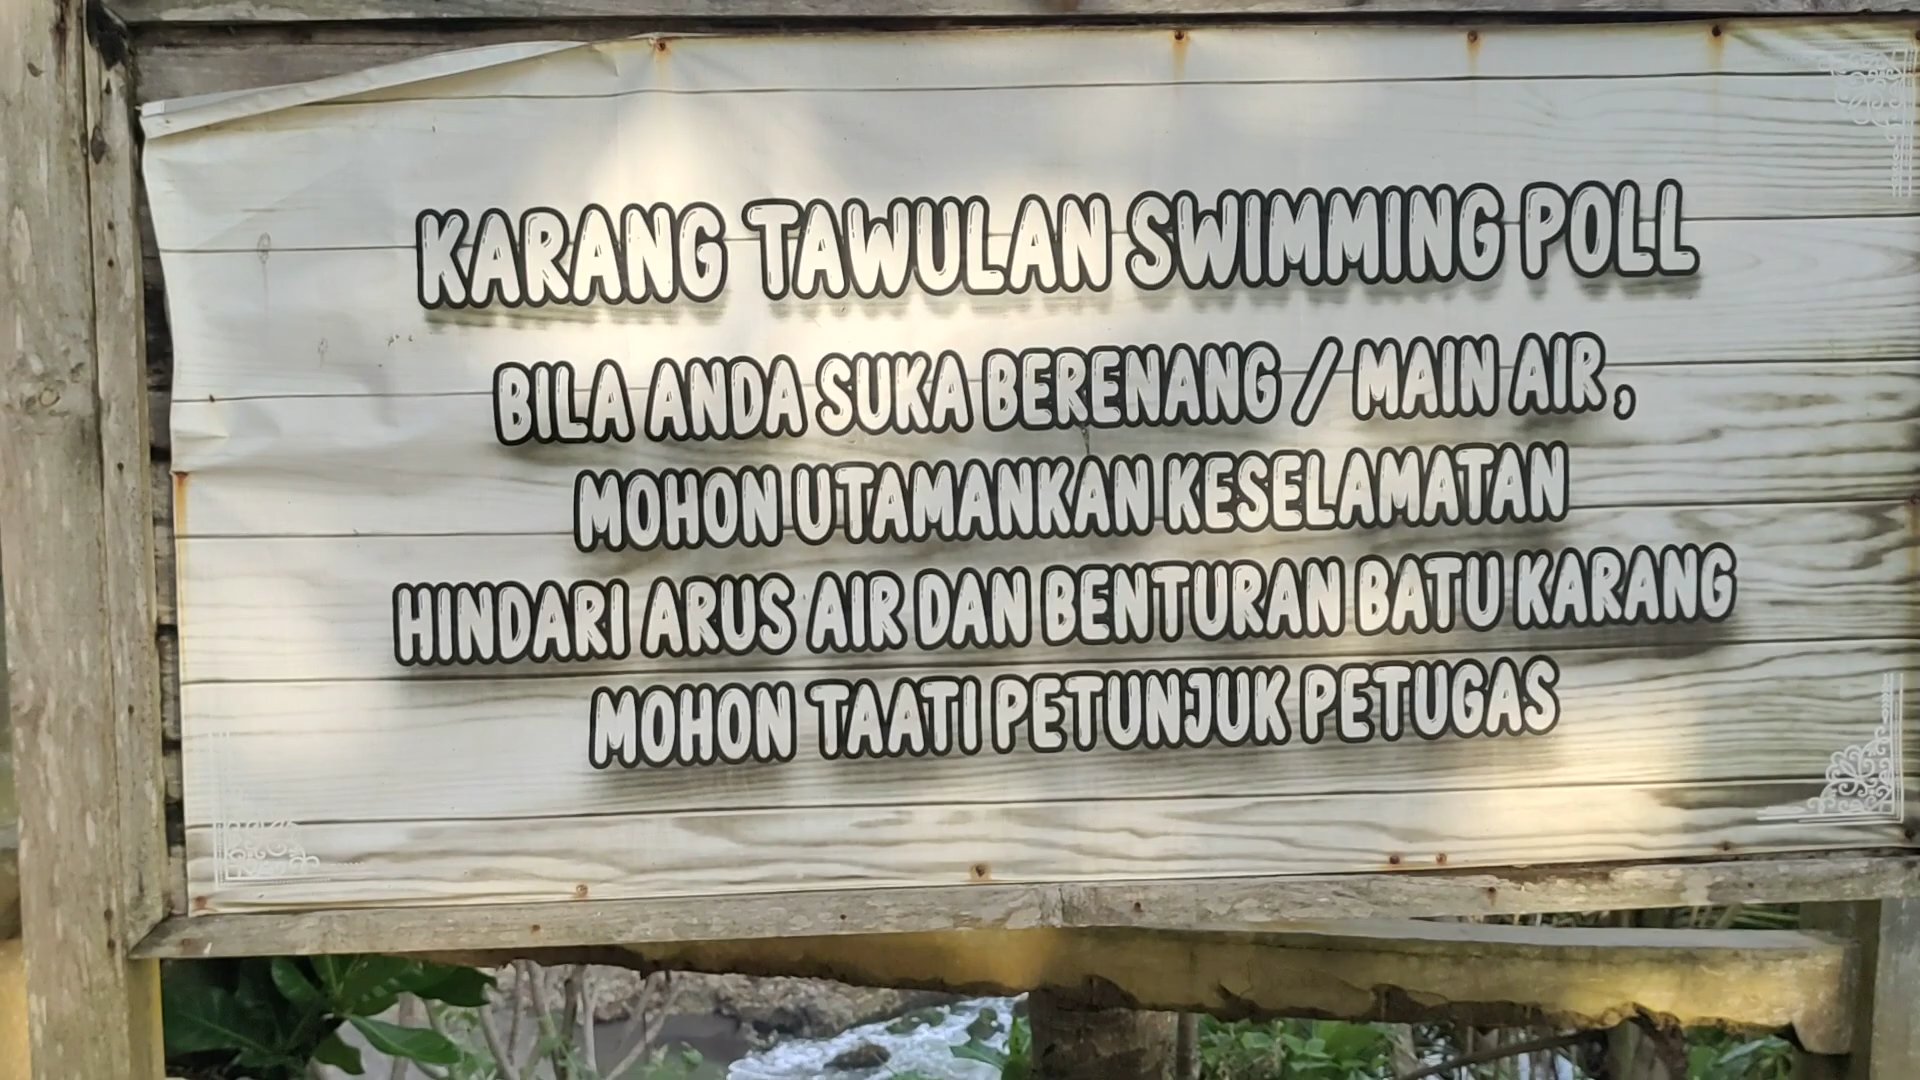 KARANG TAWULAN SWIMMING POLL
BILA ANDA SUKA BERENANG / MAIN AIR,
MOHON UTAMANKAN KESELAMATAN
HINDARI ARUS AIR DAN BENTURAN BATU KARANG
MOHON TAATI PETUNJUK PETUGAS